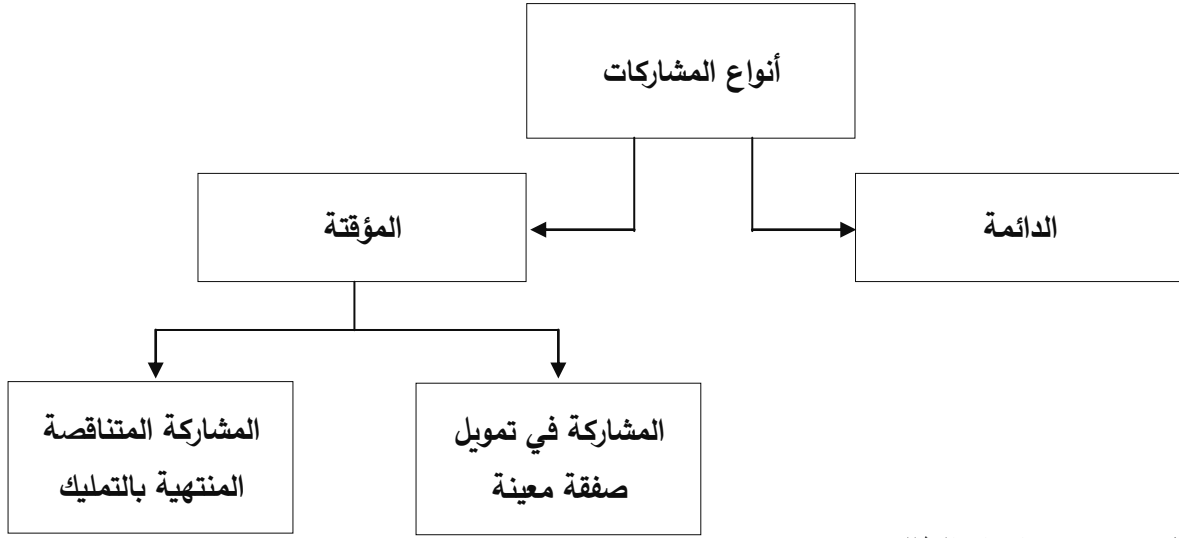 أنواع المشاركات
الدائمة
المؤقتة
المشاركة في تمويل
صفقة معينة
المشاركة المتناقصة
المنتهية بالتمليك